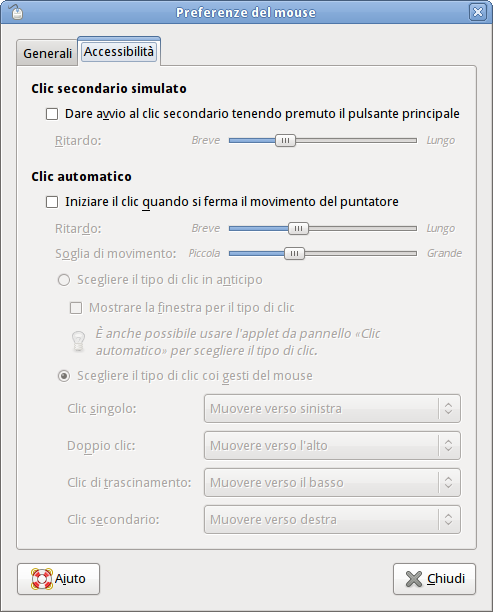 Preferenze del mouse
Generali
Accessibilità
Clic secondario simulato
Dare avvio al clic secondario tenendo premuto il pulsante principale
Ritardo: Breve Lungo
Clic automatico
Iniziare il clic quando si ferma il movimento del puntatore
Ritardo: Breve Lungo
Soglia di movimento: Piccola Grande
Scegliere il tipo di clic in anticipo
Mostrare la finestra per il tipo di clic
È anche possibile usare l'applet da pannello «Clic
automatico» per scegliere il tipo di clic.
Scegliere il tipo di clic coi gesti del mouse
Clic singolo: Muovere verso sinistra
Doppio clic: Muovere verso l'alto
Clic di trascinamento: Muovere verso il basso
Clic secondario: Muovere verso destra
Aiuto
Chiudi